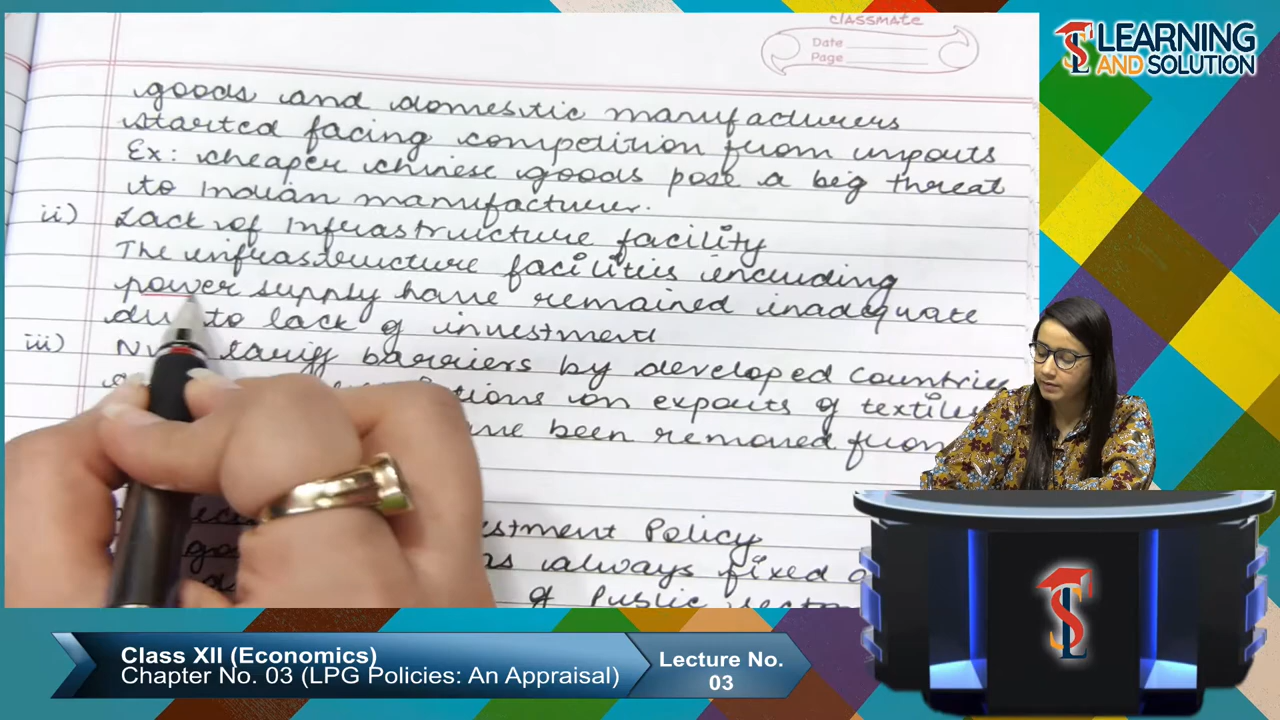 classmate
Date
Page
LEARNING
AND SOLUTION
goods and domestic manufacturers
started facing competition from imports
Ex: cheaper chinese goods pose a big threat
to Indian manufacturer.
ii) Lack of Infrastructure facility
The infrastructure facilities including
power supply have remained inadequate
due to lack of investment
iii) tariff barriers by developed countries
on exports of textiles
have been removed from
Investment Policy
always fixed
of Public sector
SL
Class XII (Economics)
Chapter No. 03 (LPG Policies: An Appraisal)
Lecture No.
03